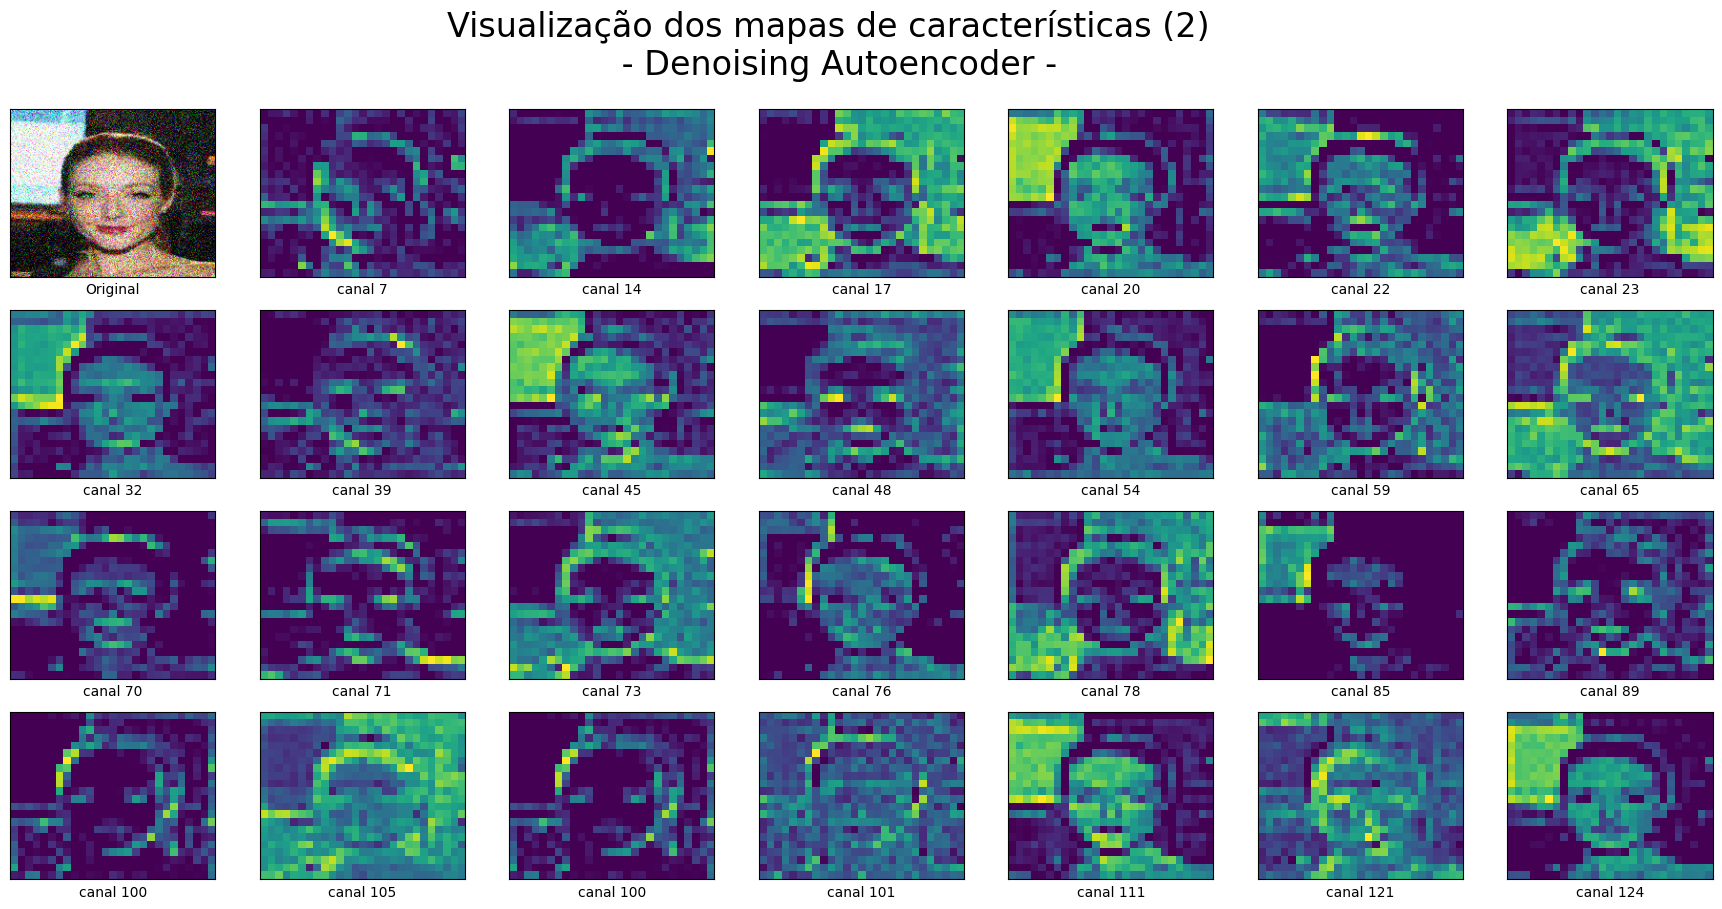 Visualização dos mapas de características (2)
- Denoising Autoencoder -
Original
canal 7
canal 14
canal 17
canal 20
canal 22
canal 23
canal 32
canal 39
canal 45
canal 48
canal 54
canal 59
canal 65
canal 70
canal 71
canal 73
canal 76
canal 78
canal 85
canal 89
canal 100
canal 105
canal 100
canal 101
canal 111
canal 121
canal 124